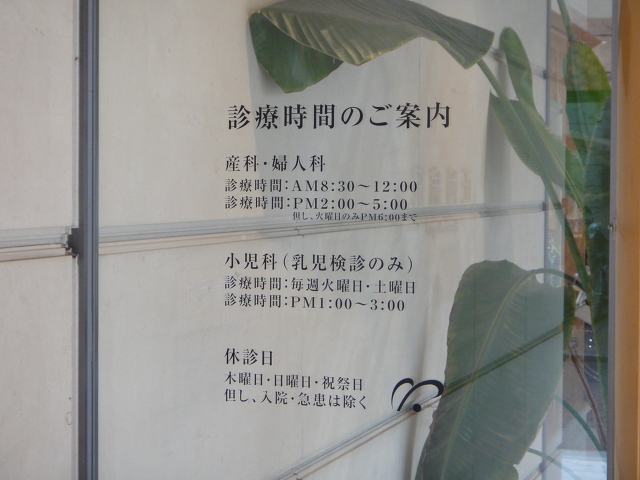 診療時間のご案内
産科・婦人科
診療時間：AM8:30～12:00
診療時間：PM2:00～5:00
但し、火曜日のみPM6:00まで
小児科（乳児検診のみ）
診療時間：毎週火曜日・土曜日
診療時間：PM1:00～3:00
休診日
木曜日・日曜日・祝祭日
但し、入院・急患は除く